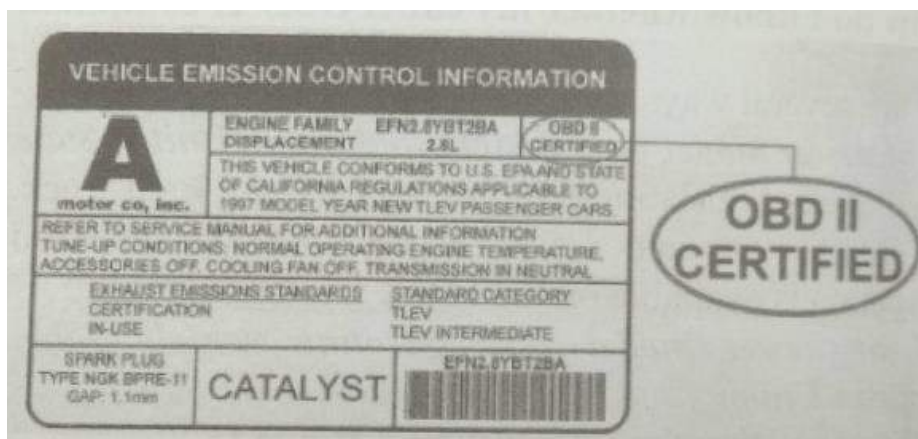 VEHICLE EMISSION CONTROL INFORMATION
A
motor co, inc.
ENGINE FAMILY EFN2.8YBT2BA
DISPLACEMENT 2.8L
OBD II
CERTIFIED
THIS VEHICLE CONFORMS TO U.S. EPA AND STATE
OF CALIFORNIA REGULATIONS APPLICABLE TO
1997 MODEL YEAR NEW TLEV PASSENGER CARS
REFER TO SERVICE MANUAL FOR ADDITIONAL INFORMATION
TUNE-UP CONDITIONS: NORMAL OPERATING ENGINE TEMPERATURE,
ACCESSORIES OFF, COOLING FAN OFF, TRANSMISSION IN NEUTRAL
EXHAUST EMISSIONS STANDARDS STANDARD CATEGORY
CERTIFICATION TLEV
IN-USE TLEV INTERMEDIATE
SPARK PLUG
TYPE NGK BPRE-11
GAP: 1.1mm
CATALYST
EFN2.8YBT2BA
OBD II
CERTIFIED